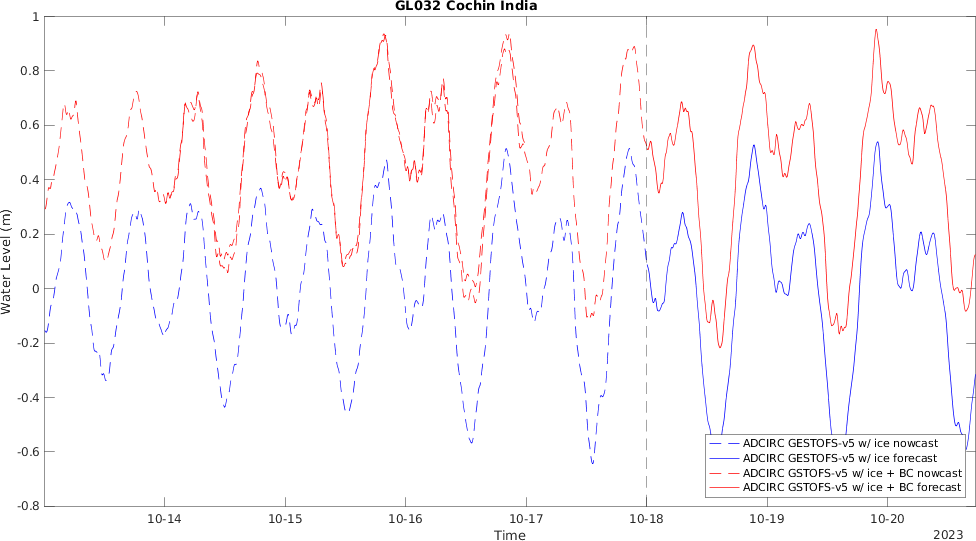 GL032 Cochin India
Water Level (m)
1
0.8
0.6
0.4
0.2
0
-0.2
-0.4
-0.6
-0.8
ADCIRC GESTOFS-v5 w/ ice nowcast
ADCIRC GESTOFS-v5 w/ ice forecast
ADCIRC GSTOFS-v5 w/ ice + BC nowcast
ADCIRC GSTOFS-v5 w/ ice + BC forecast
10-14 10-15 10-16 10-17 10-18 10-19 10-20
Time
2023